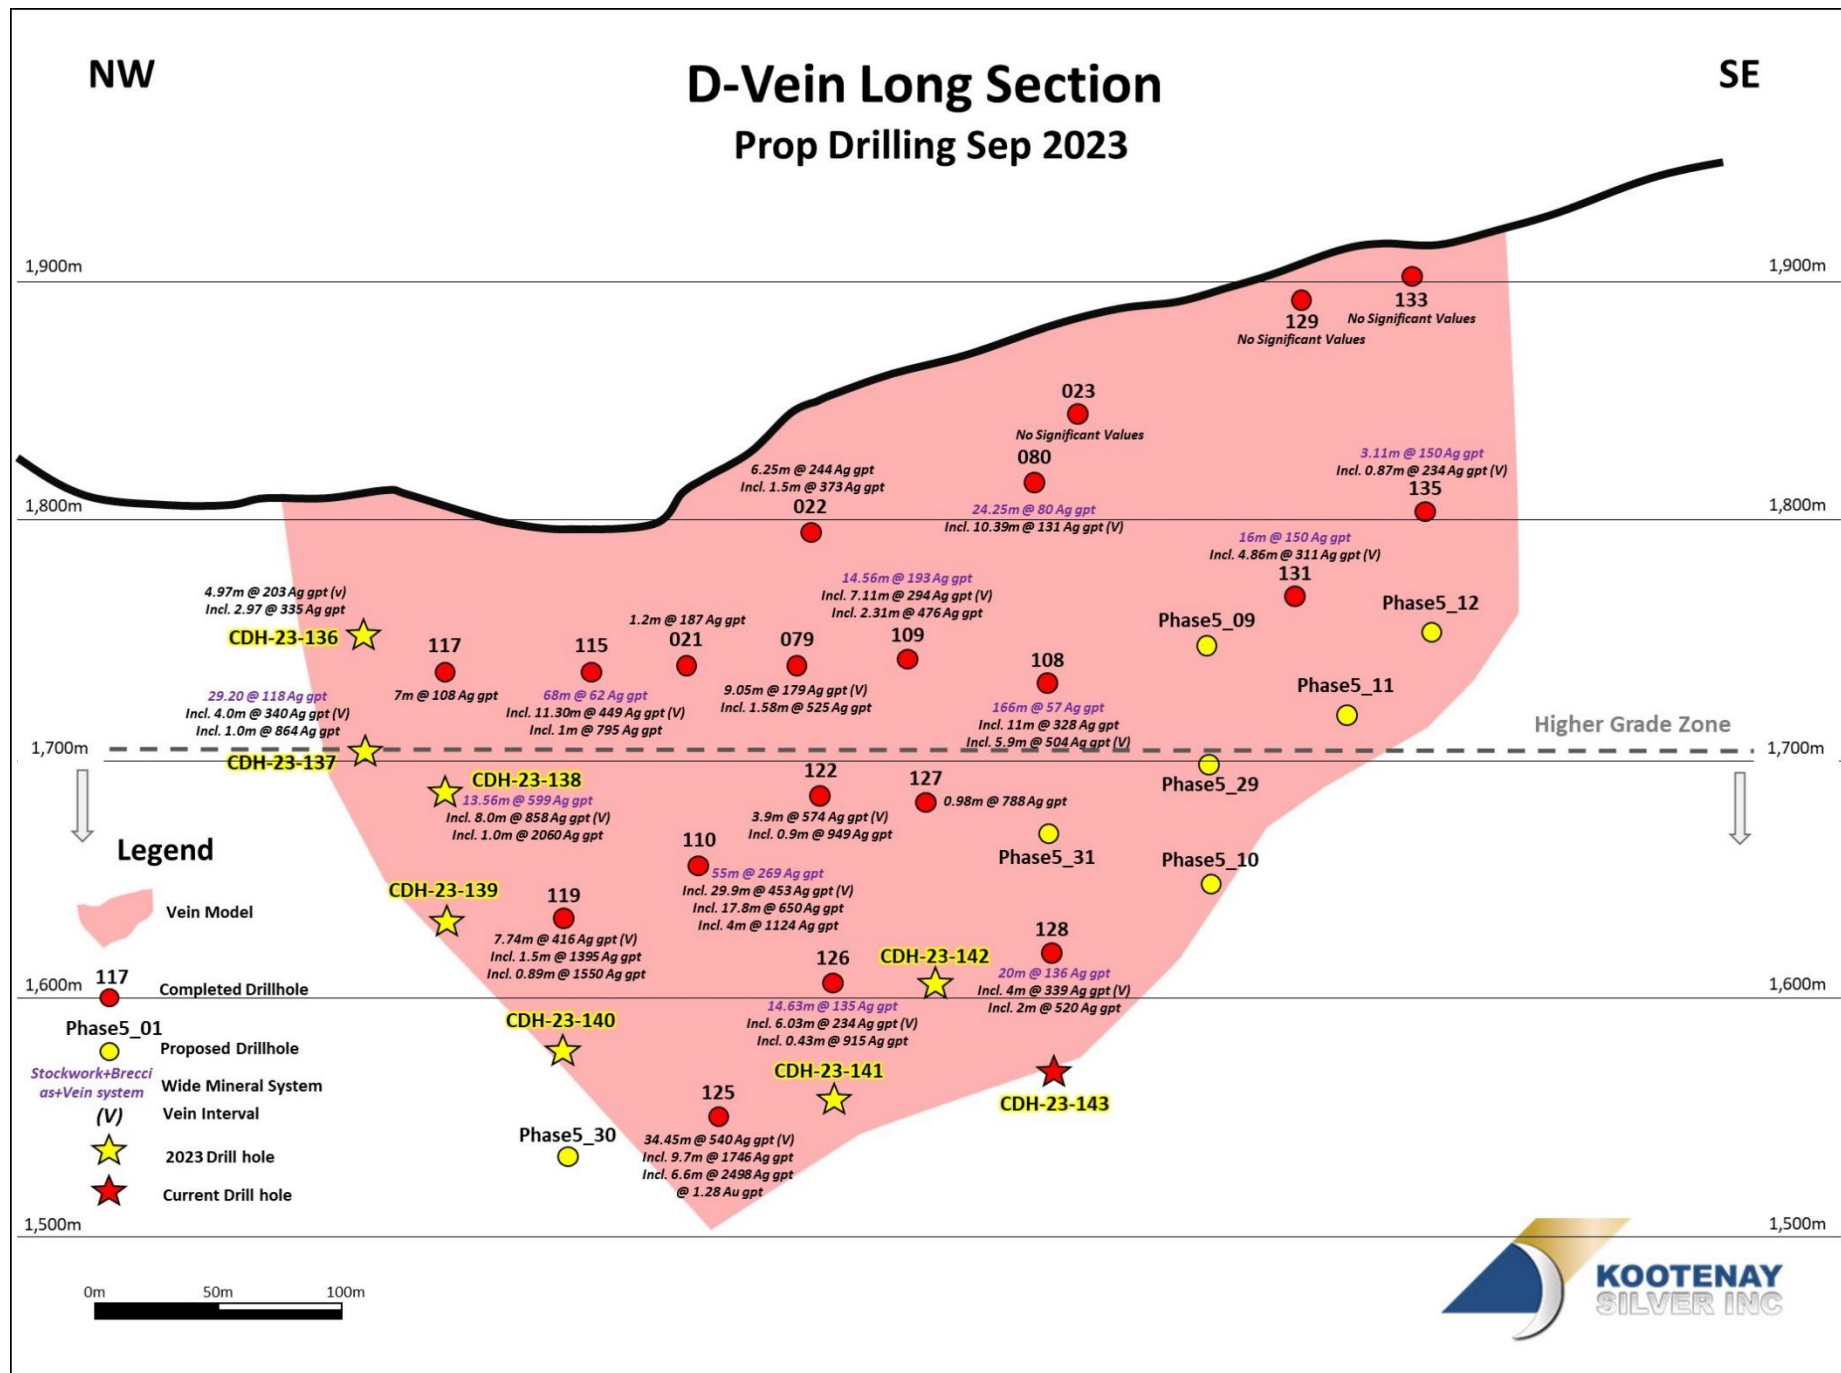 NW
D-Vein Long Section
SE
Prop Drilling Sep 2023
1,900m
1,900m
133
No Significant Values
129
No Significant Values
023
No Significant Values
6.25m @ 244 Ag gpt
Incl. 1.5m @ 373 Ag gpt
022
080
24.25m @ 80 Ag gpt
Incl. 10.39m @ 131 Ag gpt (V)
3.11m @ 150 Ag gpt
Incl. 0.87m @ 234 Ag gpt (V)
135
1,800m
1,800m
16m @ 150 Ag gpt
Incl. 4.86m @ 311 Ag gpt (V)
131
4.97m @ 203 Ag gpt (v)
Incl. 2.97 @ 335 Ag gpt
CDH-23-136
117
7m @ 108 Ag gpt
115
68m @ 62 Ag gpt
Incl. 11.30m @ 449 Ag gpt (V)
Incl. 1m @ 795 Ag gpt
1.2m @ 187 Ag gpt
021
079
9.05m @ 179 Ag gpt (V)
Incl. 1.58m @ 525 Ag gpt
14.56m @ 193 Ag gpt
Incl. 7.11m @ 294 Ag gpt (V)
Incl. 2.31m @ 476 Ag gpt
109
108
166m @ 57 Ag gpt
Incl. 11m @ 328 Ag gpt
Incl. 5.9m @ 504 Ag gpt (V)
Phase5_09
Phase5_12
Phase5_11
29.20 @ 118 Ag gpt
Incl. 4.0m @ 340 Ag gpt (V)
Incl. 1.0m @ 864 Ag gpt
CDH-23-137
Higher Grade Zone
1,700m
1,700m
CDH-23-138
13.56m @ 599 Ag gpt
Incl. 8.0m @ 858 Ag gpt (V)
Incl. 1.0m @ 2060 Ag gpt
122
3.9m @ 574 Ag gpt (V)
Incl. 0.9m @ 949 Ag gpt
127
0.98m @ 788 Ag gpt
Phase5_29
Phase5_31
Phase5_10
110
55m @ 269 Ag gpt
Incl. 29.9m @ 453 Ag gpt (V)
Incl. 17.8m @ 650 Ag gpt
Incl. 4m @ 1124 Ag gpt
CDH-23-139
119
7.74m @ 416 Ag gpt (V)
Incl. 1.5m @ 1395 Ag gpt
Incl. 0.89m @ 1550 Ag gpt
126
14.63m @ 135 Ag gpt
Incl. 6.03m @ 234 Ag gpt (V)
Incl. 0.43m @ 915 Ag gpt
CDH-23-142
128
20m @ 136 Ag gpt
Incl. 4m @ 339 Ag gpt (V)
Incl. 2m @ 520 Ag gpt
1,600m
1,600m
CDH-23-140
CDH-23-141
CDH-23-143
125
34.45m @ 540 Ag gpt (V)
Incl. 9.7m @ 1746 Ag gpt
Incl. 6.6m @ 2498 Ag gpt
@ 1.28 Au gpt
Phase5_30
Legend
Vein Model
117
Completed Drillhole
Phase5_01
Proposed Drillhole
Stockwork+Brecci
as+Vein system
Wide Mineral System
(V)
Vein Interval
2023 Drill hole
Current Drill hole
1,500m
1,500m
0m
50m
100m
KOOTENAY
SILVER INC